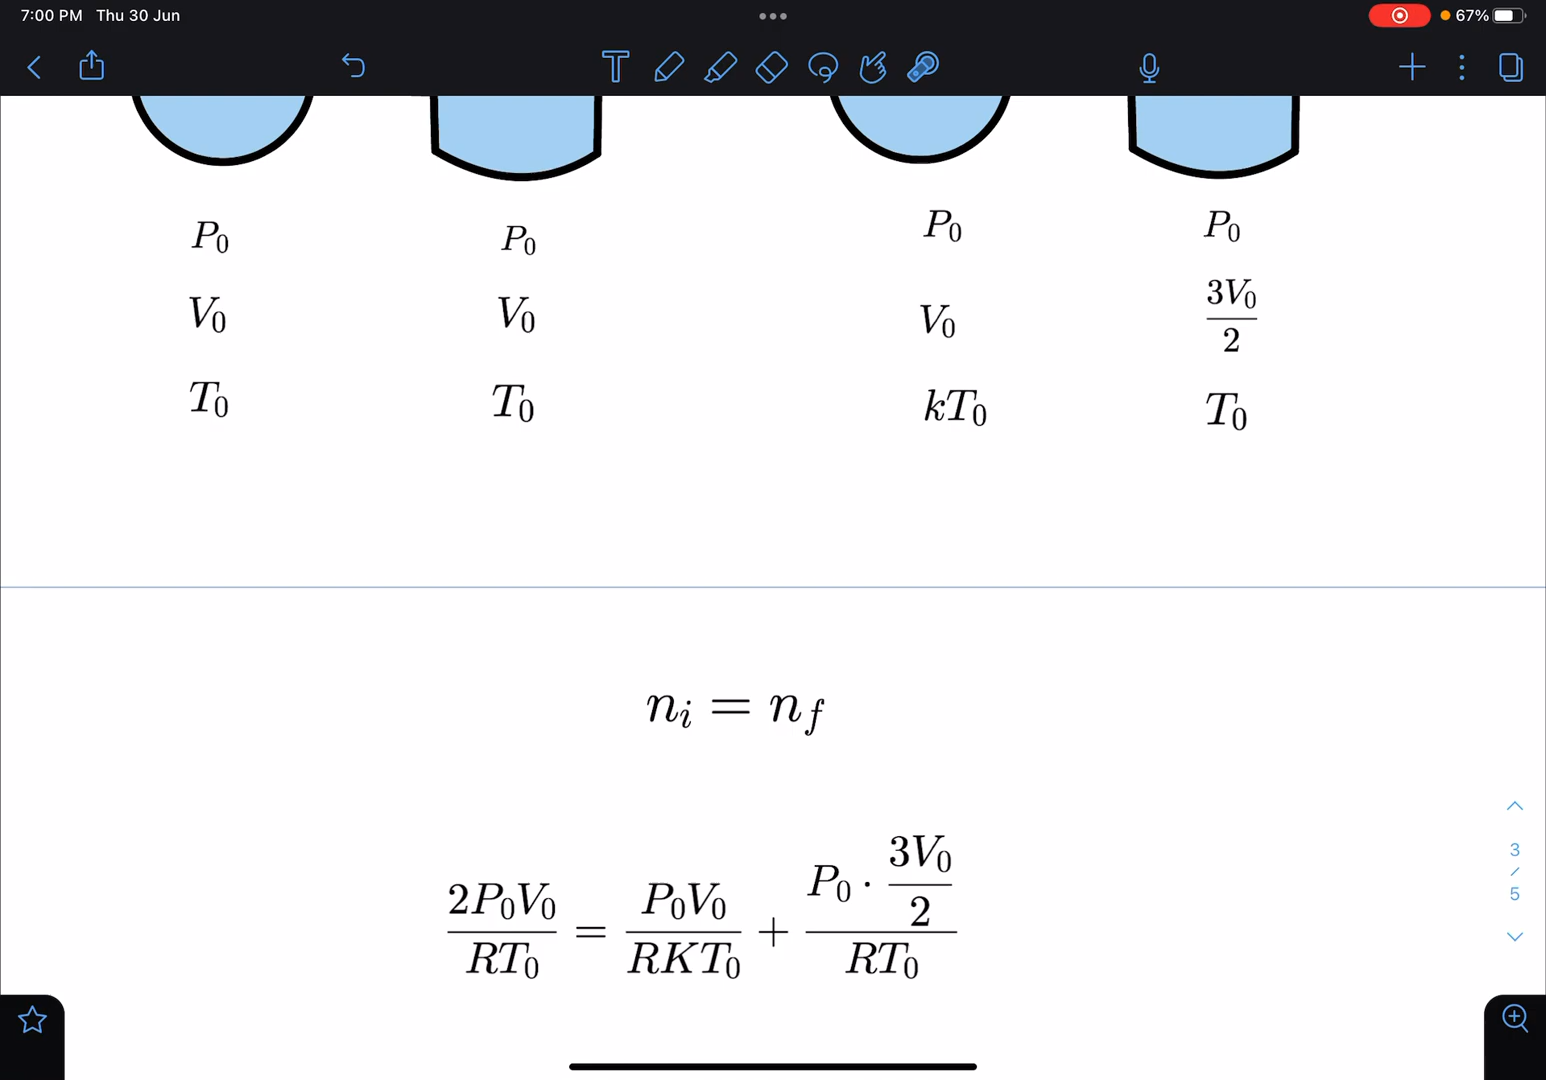 7:00 PM Thu 30 Jun
67%
P₀ P₀ P₀ P₀
V₀ V₀ V₀ 3V₀/2
T₀ T₀ kT₀ T₀
nᵢ = n_f
2P₀V₀/RT₀ = P₀V₀/RKT₀ + P₀ · 3V₀/2/RT₀
3
/
5